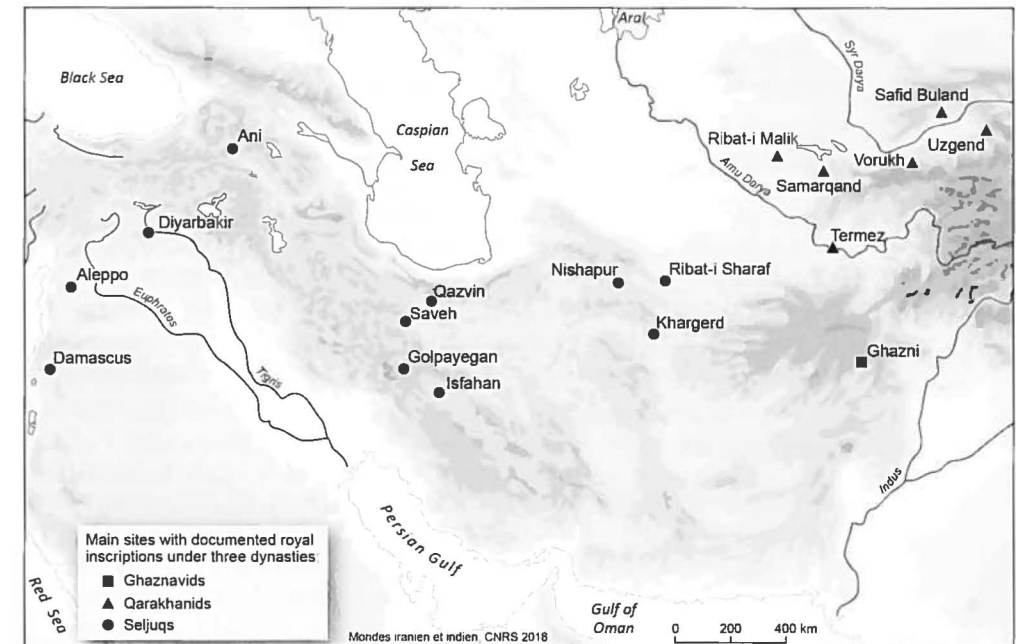 Aral
Black Sea
Syr Darya
Safid Buland
Caspian
Sea
Ani
Ribat-i Malik
Uzgend
Vorukh
Amu Darya
Samarqand
Diyarbakir
Termez
Aleppo
Nishapur
Ribat-i Sharaf
Qazvin
Euphrates
Saveh
Khargerd
Damascus
Golpayegan
Ghazni
Tigris
Isfahan
Indus
Persian Gulf
Main sites with documented royal
inscriptions under three dynasties:
Ghaznavids
Qarakhanids
Seljuqs
Red Sea
Gulf of
Oman
0 200 400 km
Mondes iranien et indien, CNRS 2018